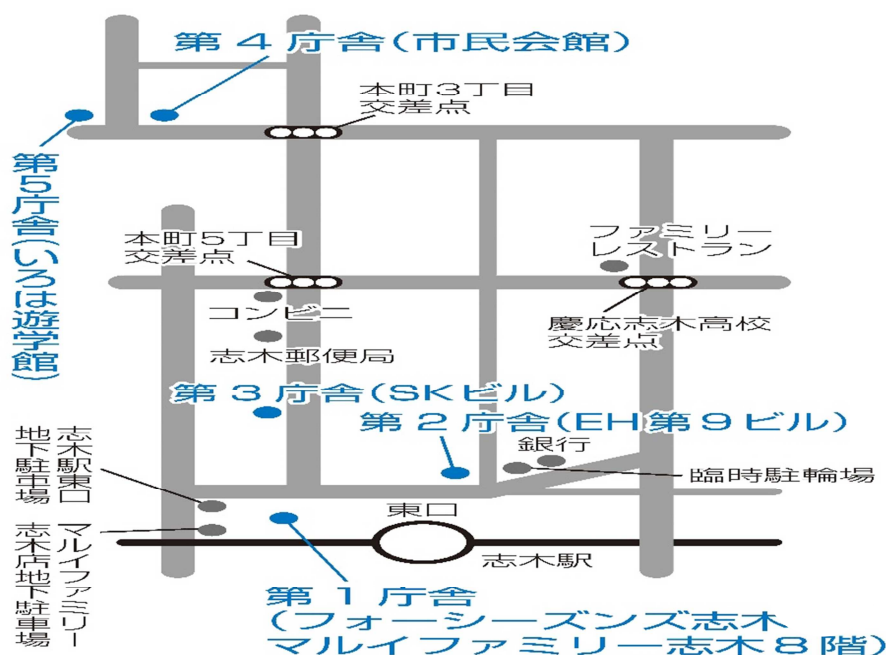 第4庁舎(市民会館)
本町3丁目
交差点
第5庁舎(いろは遊学館)
本町5丁目
交差点
ファミリー
レストラン
コンビニ
志木郵便局
慶応志木高校
交差点
第3庁舎(SKビル)
第2庁舎(EH第9ビル)
銀行
臨時駐輪場
志木駅東口
地下駐車場
東口
志木駅
マルイファミリー
志木店地下駐車場
第1庁舎
(フォーシーズンズ志木
マルイファミリー志木8階)